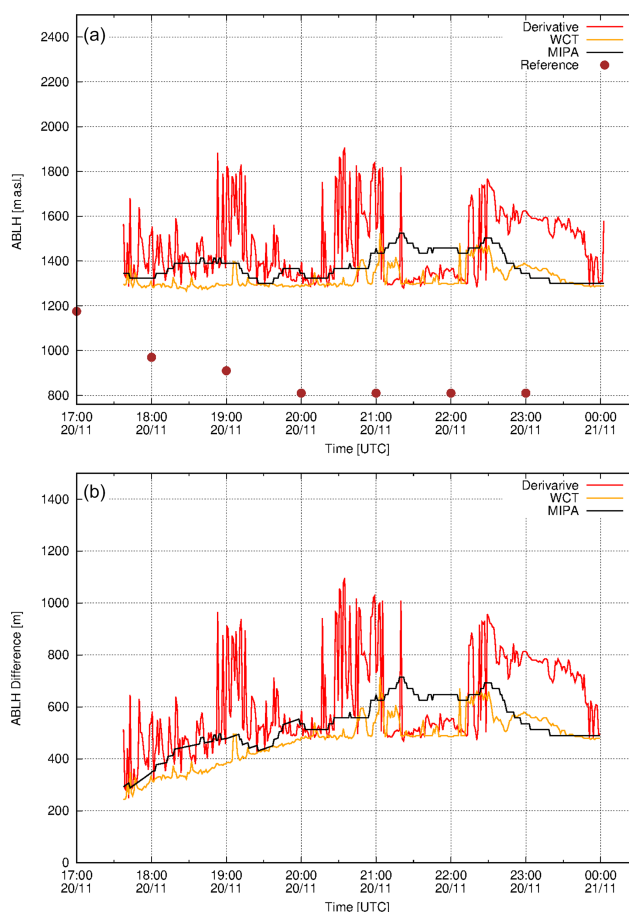 (a)
Derivative
WCT
MIPA
Reference
ABLH [m a.s.l.]
2400
2200
2000
1800
1600
1400
1200
1000
800
17:00 18:00 19:00 20:00 21:00 22:00 23:00 00:00
20/11 20/11 20/11 20/11 20/11 20/11 20/11 21/11
Time [UTC]
(b)
Derivarive
WCT
MIPA
ABLH Difference [m]
1400
1200
1000
800
600
400
200
0
17:00 18:00 19:00 20:00 21:00 22:00 23:00 00:00
20/11 20/11 20/11 20/11 20/11 20/11 20/11 21/11
Time [UTC]